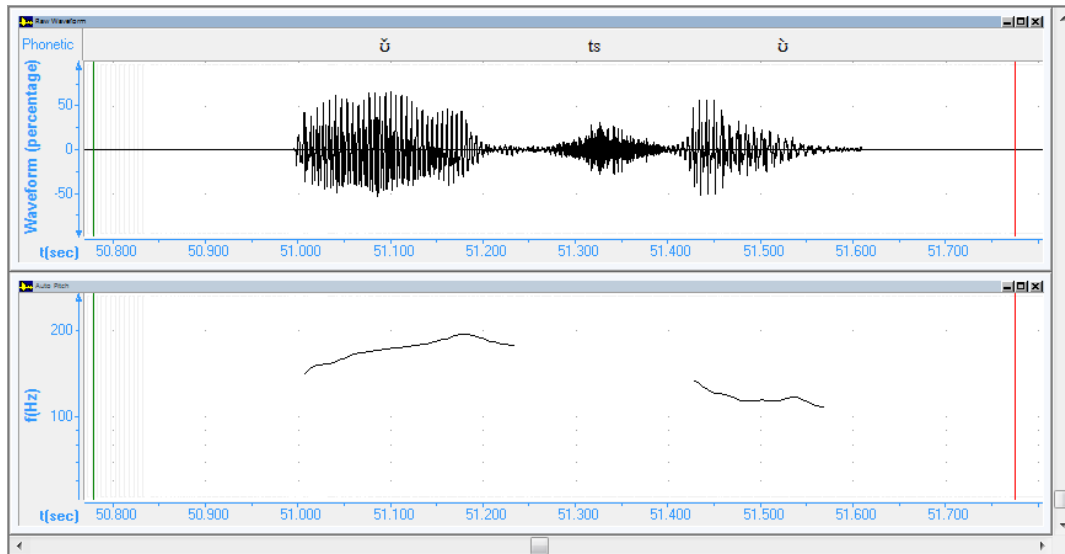 Raw Waveform
Phonetic ʊ̌ ts ʊ̀
Waveform (percentage)
50
0
-50
t(sec) 50.800 50.900 51.000 51.100 51.200 51.300 51.400 51.500 51.600 51.700
Auto Pitch
f(Hz)
200
100
t(sec) 50.800 50.900 51.000 51.100 51.200 51.300 51.400 51.500 51.600 51.700